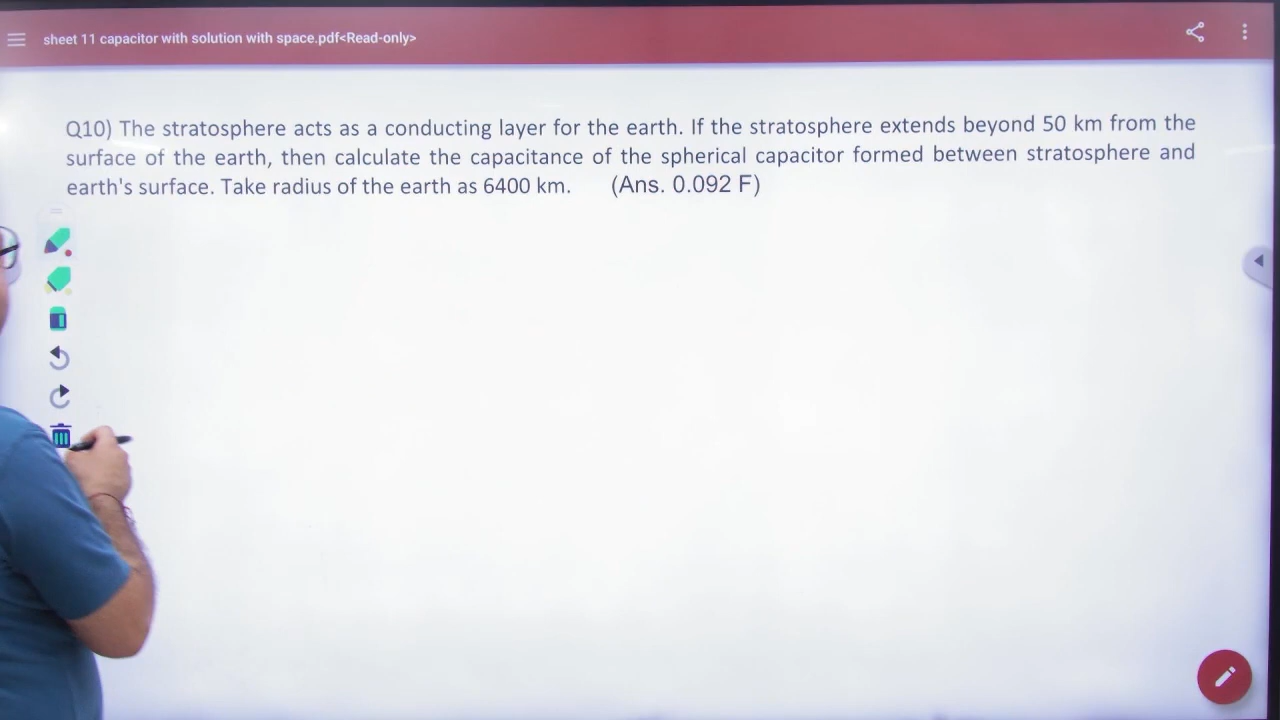 sheet 11 capacitor with solution with space.pdf<Read-only>
Q10) The stratosphere acts as a conducting layer for the earth. If the stratosphere extends beyond 50 km from the
surface of the earth, then calculate the capacitance of the spherical capacitor formed between stratosphere and
earth's surface. Take radius of the earth as 6400 km. (Ans. 0.092 F)